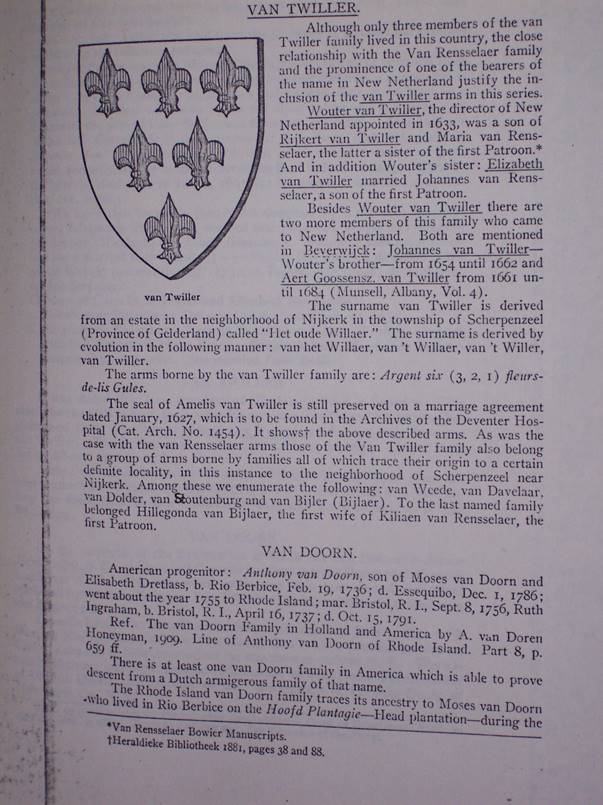 VAN TWILLER.
Although only three members of the van
Twiller family lived in this country, the close
relationship with the Van Rensselaer family
and the prominence of one of the bearers of
the name in New Netherland justify the in-
clusion of the van Twiller arms in this series.
Wouter van Twiller, the director of New
Netherland appointed in 1633, was a son of
Rijkert van Twiller and Maria van Rens-
selaer, the latter a sister of the first Patroon.*
And in addition Wouter's sister: Elizabeth
van Twiller married Johannes van Rens-
selaer, a son of the first Patroon.
Besides Wouter van Twiller there are
two more members of this family who came
to New Netherland. Both are mentioned
in Beverwijck: Johannes van Twiller—
Wouter's brother—from 1654 until 1662 and
Aert Goossensz. van Twiller from 1661 un-
til 1684 (Munsell, Albany, Vol. 4).
van Twiller
The surname van Twiller is derived
from an estate in the neighborhood of Nijkerk in the township of Scherpenzeel
(Province of Gelderland) called "Het oude Willaer." The surname is derived by
evolution in the following manner: van het Willaer, van 't Willaer, van 't Willer,
van Twiller.
The arms borne by the van Twiller family are: Argent six (3, 2, 1) fleurs-
de-lis Gules.
The seal of Amelis van Twiller is still preserved on a marriage agreement
dated January, 1627, which is to be found in the Archives of the Deventer Hos-
pital (Cat. Arch. No. 1454). It shows† the above described arms. As was the
case with the van Rensselaer arms those of the Van Twiller family also belong
to a group of arms borne by families all of which trace their origin to a certain
definite locality, in this instance to the neighborhood of Scherpenzeel near
Nijkerk. Among these we enumerate the following: van Weede, van Davelaar,
van Dolder, van Stoutenburg and van Bijler (Bijlaer). To the last named family
belonged Hillegonda van Bijlaer, the first wife of Kiliaen van Rensselaer, the
first Patroon.
VAN DOORN.
American progenitor: Anthony van Doorn, son of Moses van Doorn and
Elisabeth Dretlass, b. Rio Berbice, Feb. 19, 1736; d. Essequibo, Dec. 1, 1786;
went about the year 1755 to Rhode Island; mar. Bristol, R. I., Sept. 8, 1756, Ruth
Ingraham, b. Bristol, R. I., April 16, 1737; d. Oct. 15, 1791.
Ref. The van Doorn Family in Holland and America by A. van Doren
Honeyman, 1909. Line of Anthony van Doorn of Rhode Island. Part 8, p.
659 ff.
There is at least one van Doorn family in America which is able to prove
descent from a Dutch armigerous family of that name.
The Rhode Island van Doorn family traces its ancestry to Moses van Doorn
who lived in Rio Berbice on the Hoofd Plantagie—Head plantation—during the
*Van Rensselaer Bowier Manuscripts.
†Heraldieke Bibliotheek 1881, pages 38 and 88.